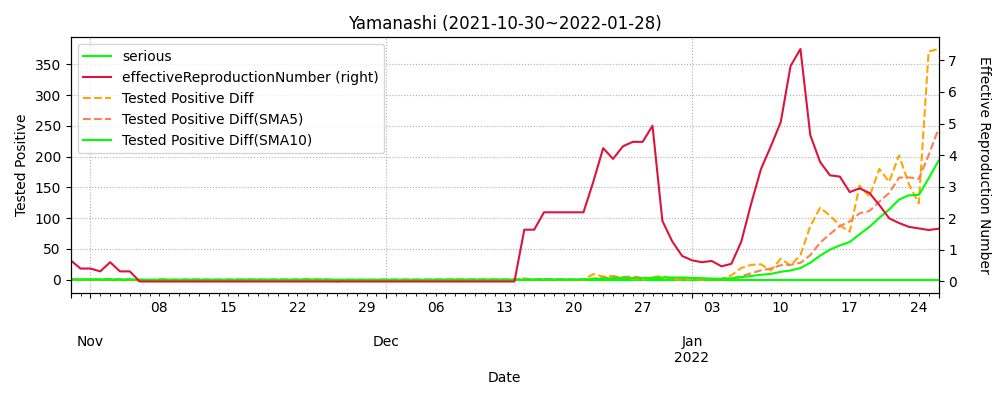 Yamanashi (2021-10-30~2022-01-28)
serious
effectiveReproductionNumber (right)
Tested Positive Diff
Tested Positive Diff(SMA5)
Tested Positive Diff(SMA10)
Tested Positive
350
300
250
200
150
100
50
0
7
6
5
4
3
2
1
0
Effective Reproduction Number
08 15 22 29 06 13 20 27 03 10 17 24
Nov Dec Jan
2022
Date